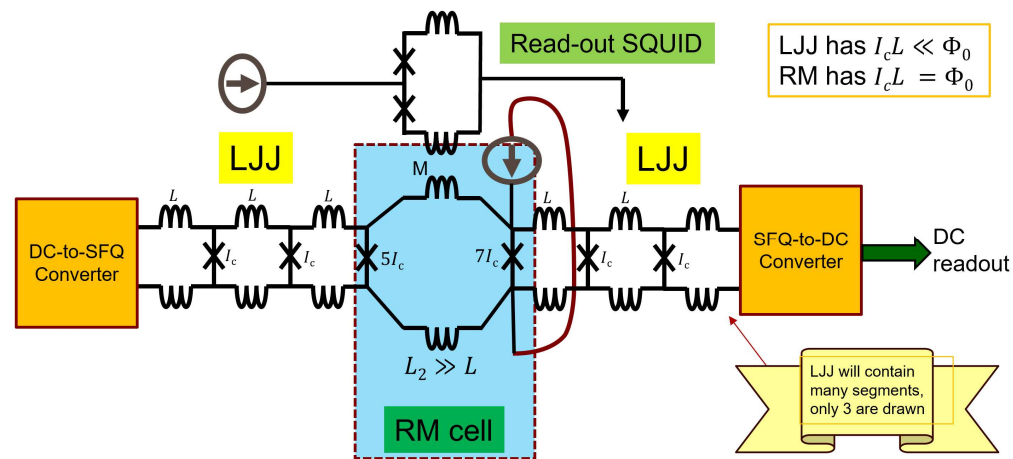 Read-out SQUID
LJJ has I_c L ≪ Φ_0
RM has I_c L = Φ_0
LJJ
LJJ
M
L
L
L
L
L
DC-to-SFQ
Converter
I_c
I_c
5I_c
7I_c
I_c
I_c
SFQ-to-DC
Converter
DC
readout
L_2 ≫ L
RM cell
LJJ will contain
many segments,
only 3 are drawn